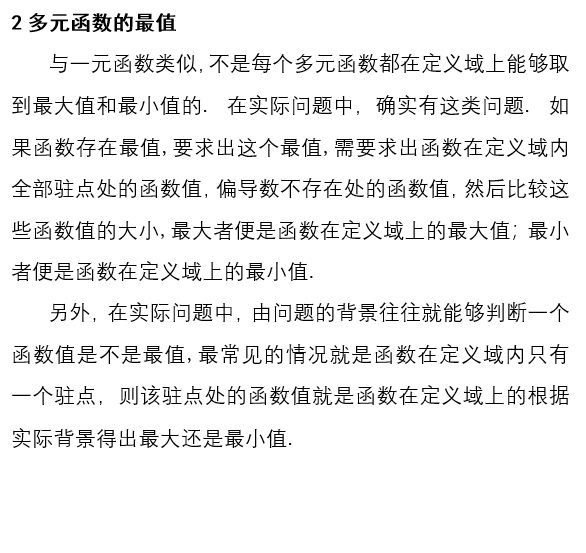 2 多元函数的最值
与一元函数类似, 不是每个多元函数都在定义域上能够取
到最大值和最小值的. 在实际问题中, 确实有这类问题. 如
果函数存在最值, 要求出这个最值, 需要求出函数在定义域内
全部驻点处的函数值, 偏导数不存在处的函数值, 然后比较这
些函数值的大小, 最大者便是函数在定义域上的最大值; 最小
者便是函数在定义域上的最小值.
另外, 在实际问题中, 由问题的背景往往就能够判断一个
函数值是不是最值, 最常见的情况就是函数在定义域内只有
一个驻点, 则该驻点处的函数值就是函数在定义域上的根据
实际背景得出最大还是最小值.